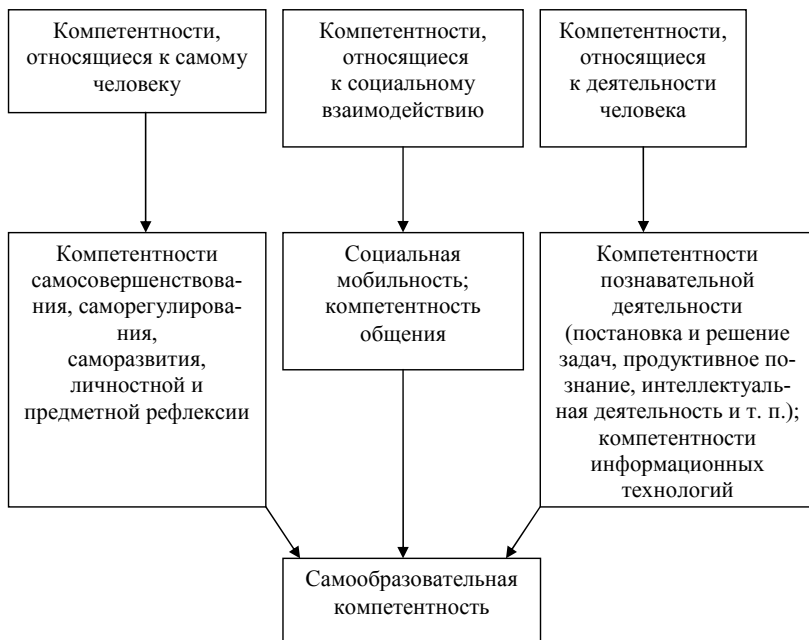 Компетентности,
относящиеся к самому
человеку
Компетентности,
относящиеся
к социальному
взаимодействию
Компетентности,
относящиеся
к деятельности
человека
Компетентности
самосовершенствова-
ния, саморегулирова-
ния,
саморазвития,
личностной и
предметной рефлексии
Социальная
мобильность;
компетентность
общения
Компетентности
познавательной
деятельности
(постановка и решение
задач, продуктивное по-
знание, интеллектуаль-
ная деятельность и т. п.);
компетентности
информационных
технологий
Самообразовательная
компетентность